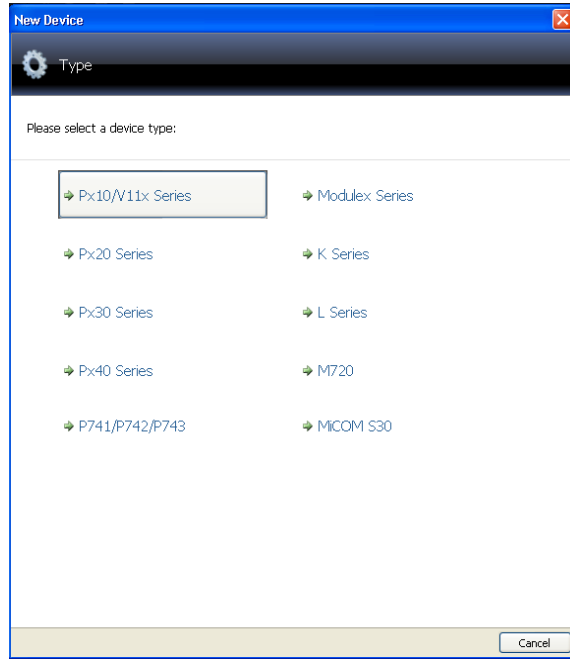 New Device
Type
Please select a device type:
Px10/V11x Series
Modulex Series
Px20 Series
K Series
Px30 Series
L Series
Px40 Series
M720
P741/P742/P743
MiCOM S30
Cancel